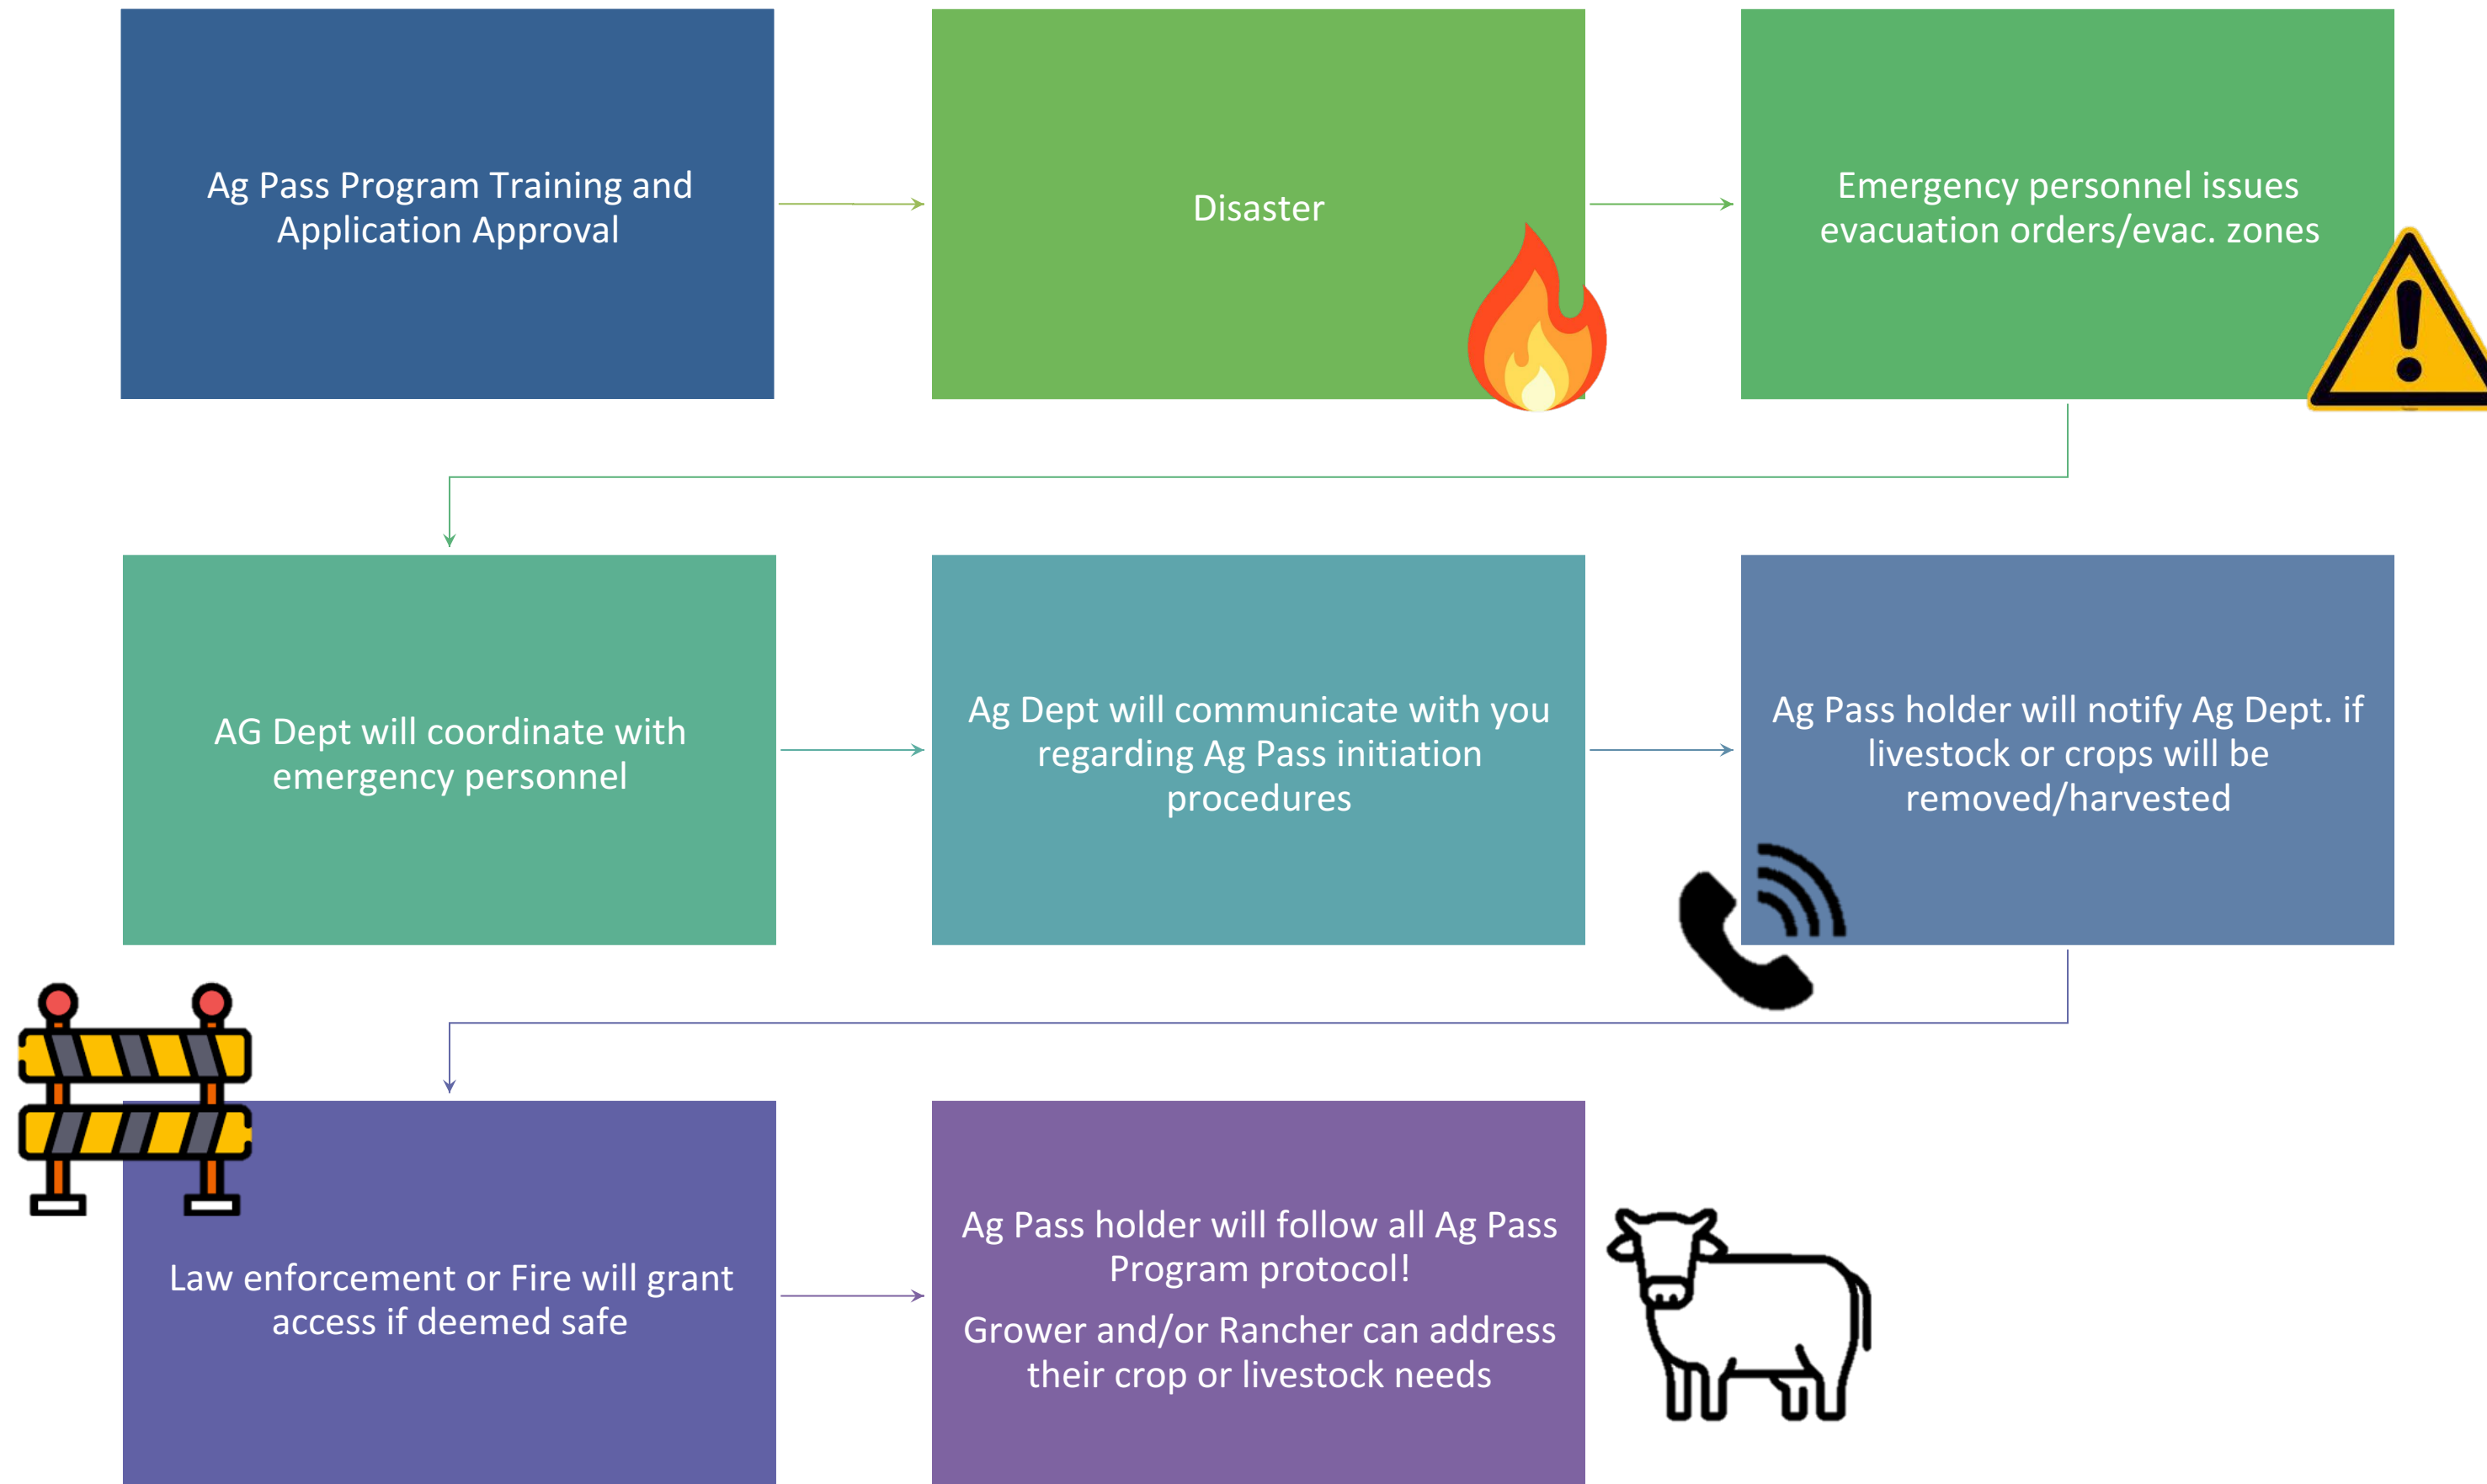 Ag Pass Program Training and
Application Approval
Disaster
Emergency personnel issues
evacuation orders/evac. zones
AG Dept will coordinate with
emergency personnel
Ag Dept will communicate with you
regarding Ag Pass initiation
procedures
Ag Pass holder will notify Ag Dept. if
livestock or crops will be
removed/harvested
Law enforcement or Fire will grant
access if deemed safe
Ag Pass holder will follow all Ag Pass
Program protocol!
Grower and/or Rancher can address
their crop or livestock needs